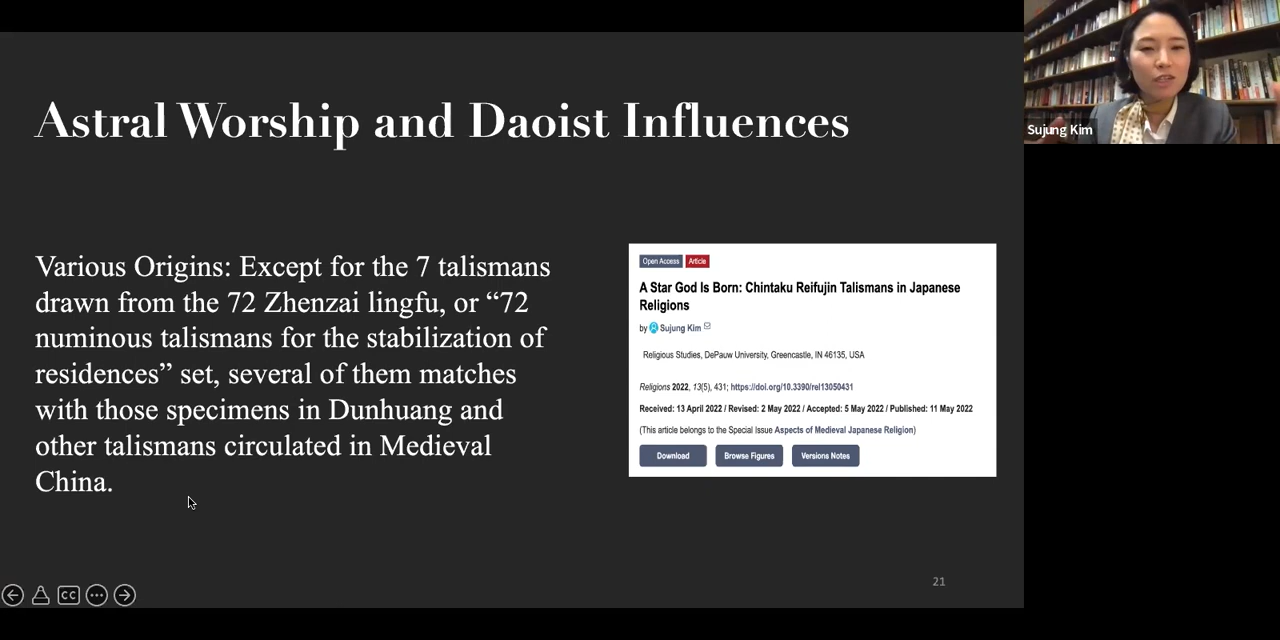 Astral Worship and Daoist Influences
Various Origins: Except for the 7 talismans
drawn from the 72 Zhenzai lingfu, or “72
numinous talismans for the stabilization of
residences” set, several of them matches
with those specimens in Dunhuang and
other talismans circulated in Medieval
China.
Open Access Article
A Star God Is Born: Chintaku Reifujin Talismans in Japanese
Religions
by Sujung Kim
Religious Studies, DePauw University, Greencastle, IN 46135, USA
Religions 2022, 13(5), 431; https://doi.org/10.3390/rel13050431
Received: 13 April 2022 / Revised: 2 May 2022 / Accepted: 5 May 2022 / Published: 11 May 2022
(This article belongs to the Special Issue Aspects of Medieval Japanese Religion)
Download Browse Figures Versions Notes
21
CC
Sujung Kim